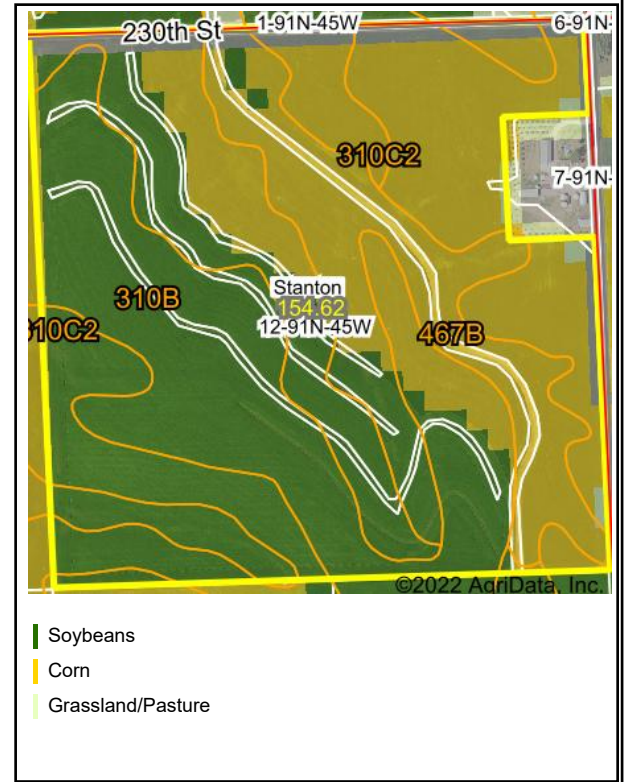 230th St
1-91N-45W
6-91N-
310C2
7-91N-
Stanton
154.62
12-91N-45W
310B
310C2
467B
©2022 AgriData, Inc.
Soybeans
Corn
Grassland/Pasture